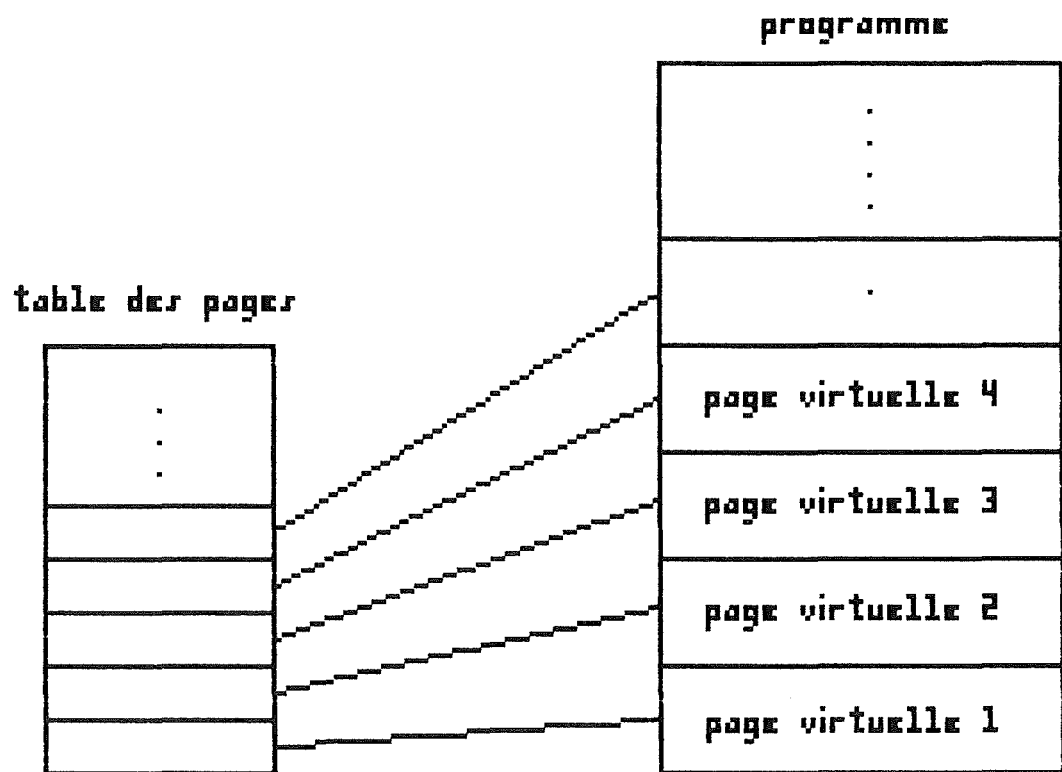 programme
table des pages
page virtuelle 4
page virtuelle 3
page virtuelle 2
page virtuelle 1